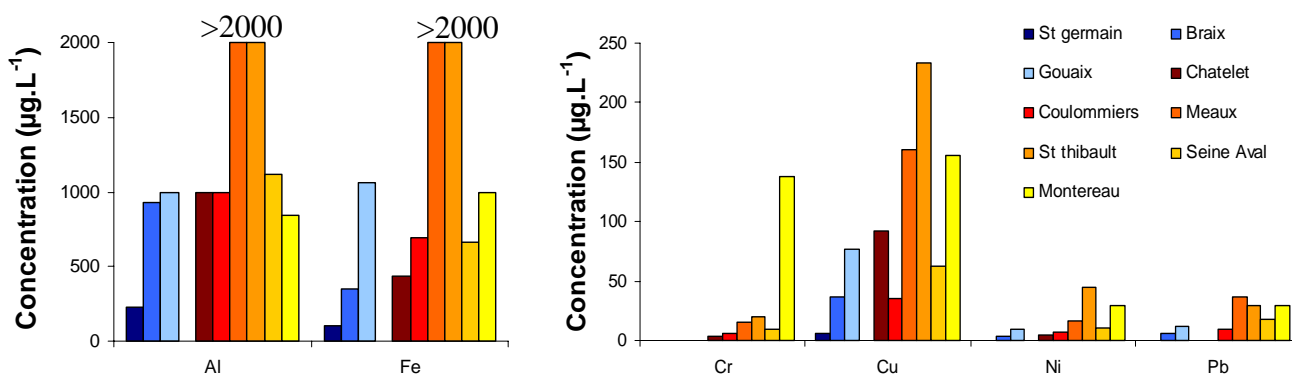 >2000 >2000
Concentration (µg.L-1)
2000
1500
1000
500
0
Al Fe
Concentration (µg.L-1)
250
200
150
100
50
0
Cr Cu Ni Pb
St germain Braix
Gouaix Chatelet
Coulommiers Meaux
St thibault Seine Aval
Montereau